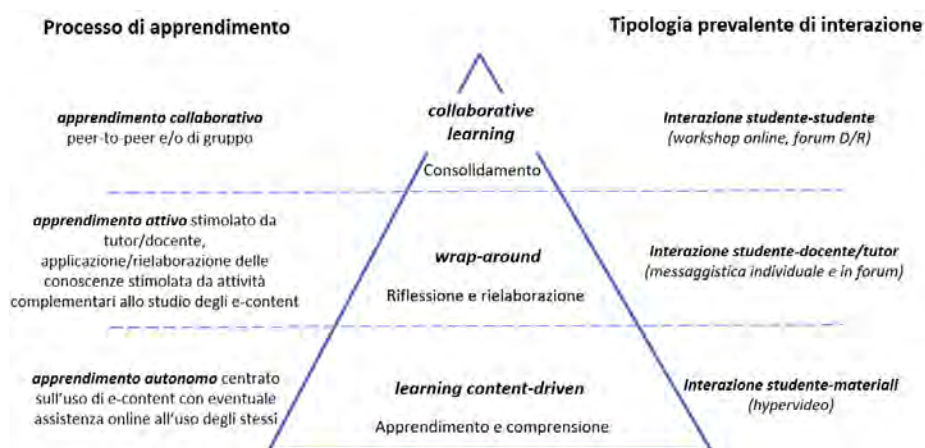 Processo di apprendimento
Tipologia prevalente di interazione
apprendimento collaborativo
peer-to-peer e/o di gruppo
collaborative
learning
Consolidamento
Interazione studente-studente
(workshop online, forum D/R)
apprendimento attivo stimolato da
tutor/docente,
applicazione/rielaborazione delle
conoscenze stimolata da attività
complementari allo studio degli e-content
wrap-around
Riflessione e rielaborazione
Interazione studente-docente/tutor
(messaggistica individuale e in forum)
apprendimento autonomo centrato
sull'uso di e-content con eventuale
assistenza online all'uso degli stessi
learning content-driven
Apprendimento e comprensione
Interazione studente-materiali
(hypervideo)